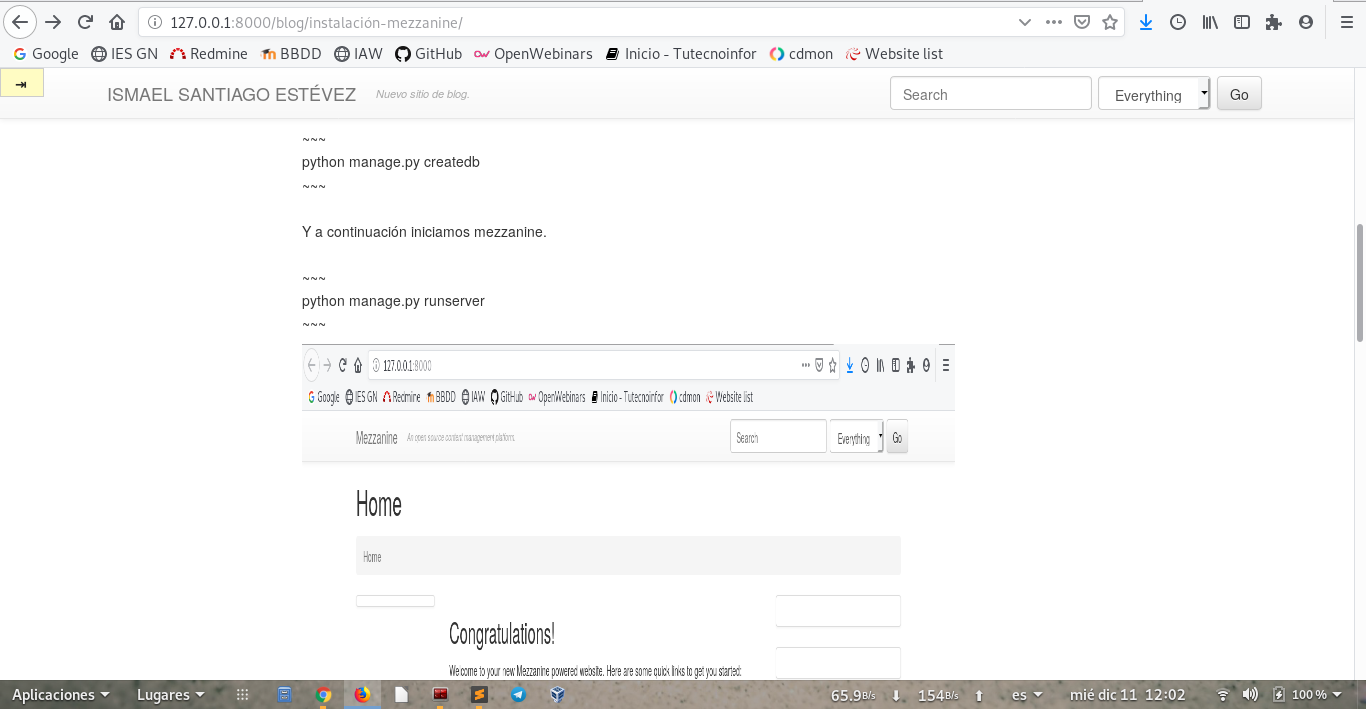 127.0.0.1:8000/blog/instalación-mezzanine/
Google IES GN Redmine BBDD IAW GitHub OpenWebinars Inicio - Tutecnoinfor cdmon Website list
ISMAEL SANTIAGO ESTÉVEZ Nuevo sitio de blog. Search Everything Go
~~~
python manage.py createdb
~~~
Y a continuación iniciamos mezzanine.
~~~
python manage.py runserver
~~~
127.0.0.1:8000
Google IES GN Redmine BBDD IAW GitHub OpenWebinars Inicio - Tutecnoinfor cdmon Website list
Mezzanine An open source content management platform. Search Everything Go
Home
Home
Congratulations!
Welcome to your new Mezzanine powered website. Here are some quick links to get you started:
Aplicaciones Lugares 65.9B/s 154B/s es mié dic 11 12:02 100 %